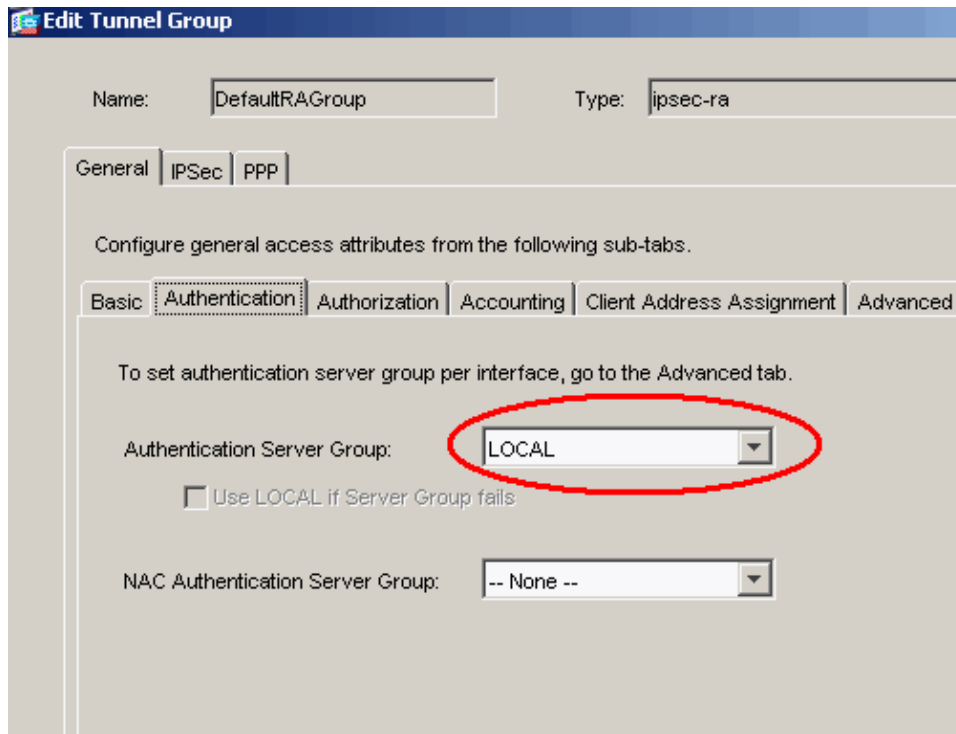 Edit Tunnel Group
Name: DefaultRAGroup Type: ipsec-ra
General IPSec PPP
Configure general access attributes from the following sub-tabs.
Basic Authentication Authorization Accounting Client Address Assignment Advanced
To set authentication server group per interface, go to the Advanced tab.
Authentication Server Group: LOCAL
Use LOCAL if Server Group fails
NAC Authentication Server Group: -- None --